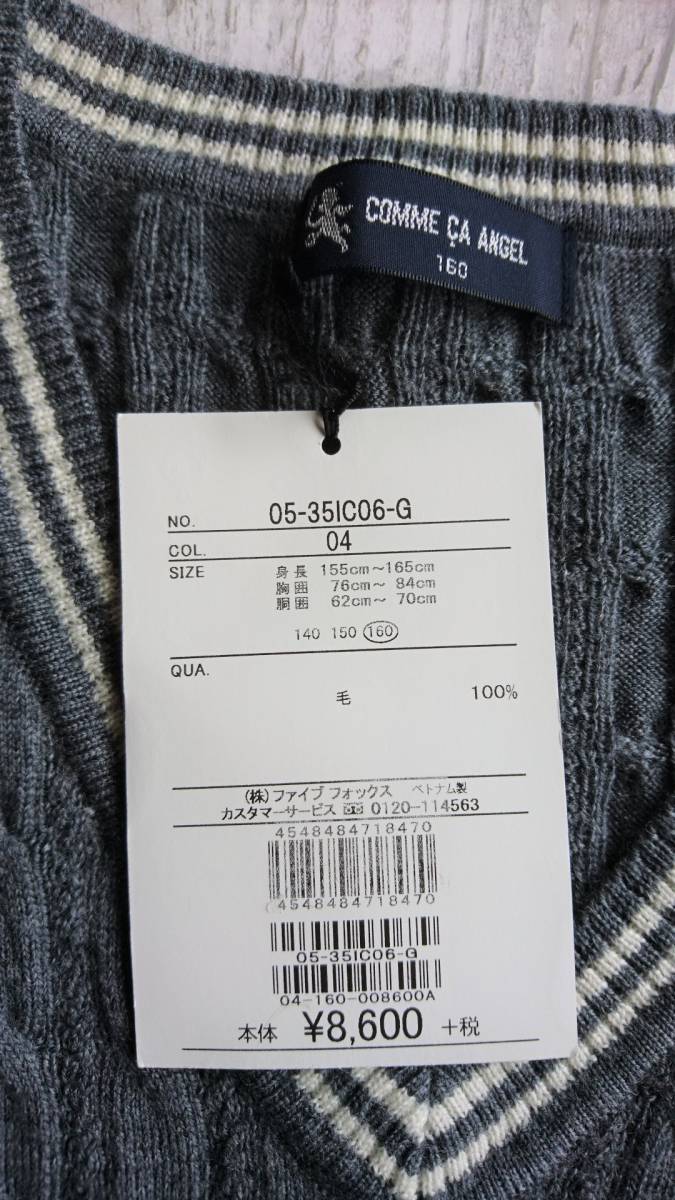 COMME ÇA ANGEL
160
NO. 05-35IC06-G
COL. 04
SIZE 身長 155cm~165cm
胸囲 76cm~ 84cm
胴囲 62cm~ 70cm
140 150 160
QUA.
毛 100%
(株)ファイブ フォックス ベトナム製
カスタマーサービス 0120-114563
4548484718470
4548484718470
05-35IC06-G
04-160-008600A
本体 ¥8,600 +税